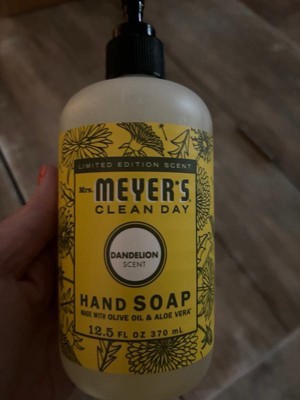 LIMITED EDITION SCENT
Mrs. MEYER'S
CLEAN DAY
DANDELION
SCENT
HAND SOAP
MADE WITH OLIVE OIL & ALOE VERA*
12.5 FL OZ 370 mL